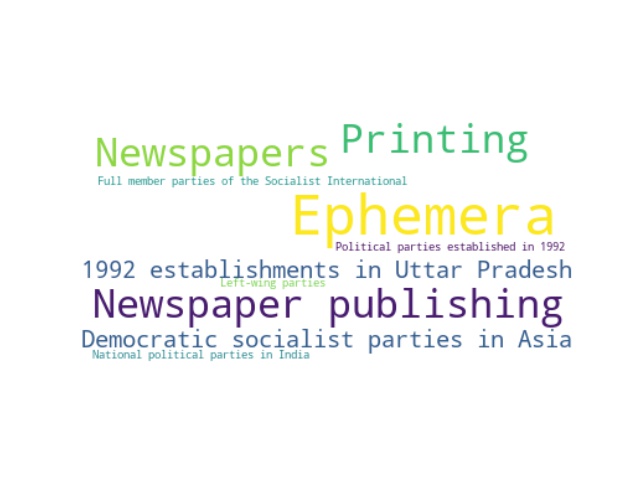 Newspapers Printing
Full member parties of the Socialist International
Ephemera
Political parties established in 1992
1992 establishments in Uttar Pradesh
Left-wing parties
Newspaper publishing
Democratic socialist parties in Asia
National political parties in India